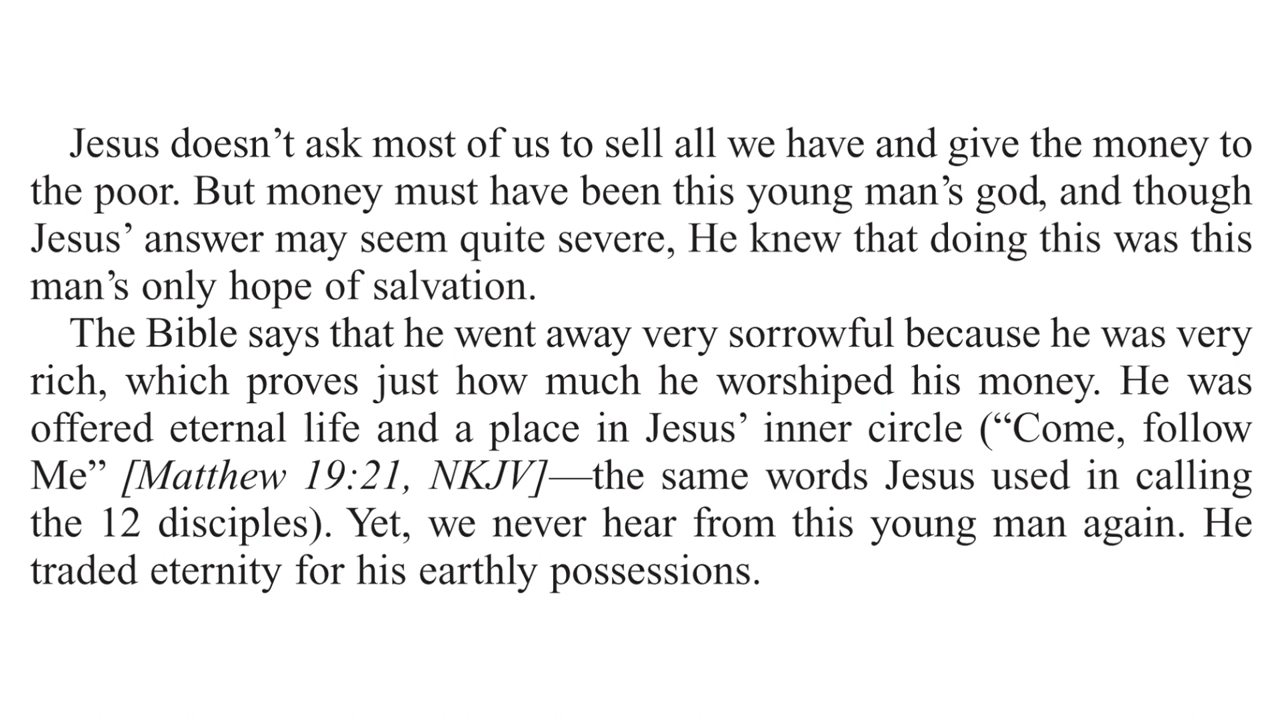 Jesus doesn’t ask most of us to sell all we have and give the money to
the poor. But money must have been this young man’s god, and though
Jesus’ answer may seem quite severe, He knew that doing this was this
man’s only hope of salvation.
The Bible says that he went away very sorrowful because he was very
rich, which proves just how much he worshiped his money. He was
offered eternal life and a place in Jesus’ inner circle (“Come, follow
Me” [Matthew 19:21, NKJV]—the same words Jesus used in calling
the 12 disciples). Yet, we never hear from this young man again. He
traded eternity for his earthly possessions.